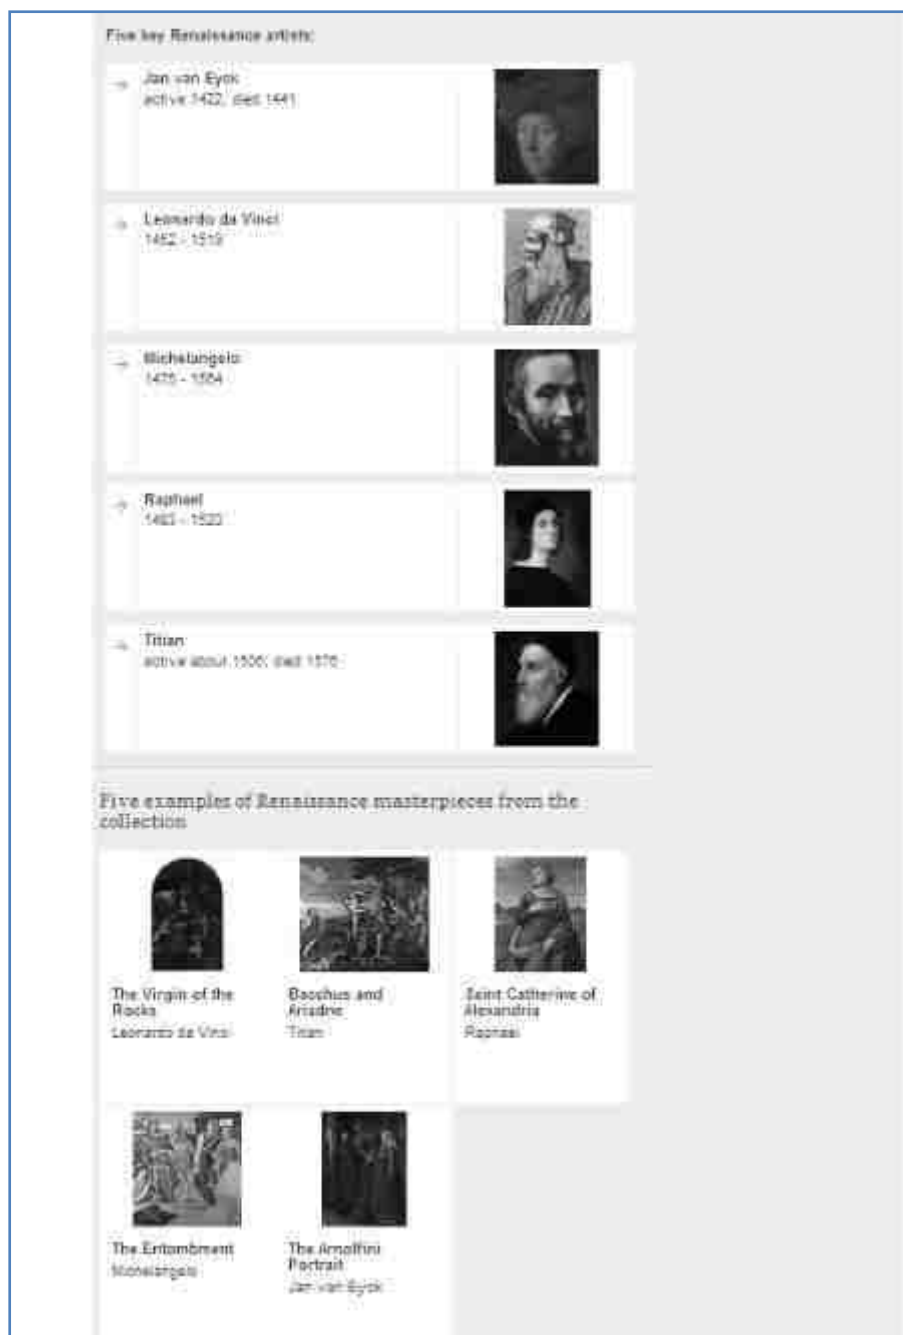 Five key Renaissance artists:
Jan van Eyck
active 1422; died 1441
Leonardo da Vinci
1452 - 1519
Michelangelo
1475 - 1564
Raphael
1483 - 1520
Titian
active about 1506; died 1576
Five examples of Renaissance masterpieces from the
collection
The Virgin of the
Rocks
Leonardo da Vinci
Bacchus and
Ariadne
Titian
Saint Catherine of
Alexandria
Raphael
The Entombment
Michelangelo
The Arnolfini
Portrait
Jan van Eyck